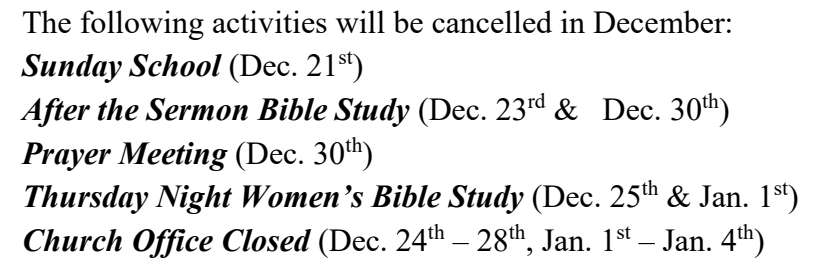 The following activities will be cancelled in December:
Sunday School (Dec. 21st)
After the Sermon Bible Study (Dec. 23rd & Dec. 30th)
Prayer Meeting (Dec. 30th)
Thursday Night Women’s Bible Study (Dec. 25th & Jan. 1st)
Church Office Closed (Dec. 24th – 28th, Jan. 1st – Jan. 4th)